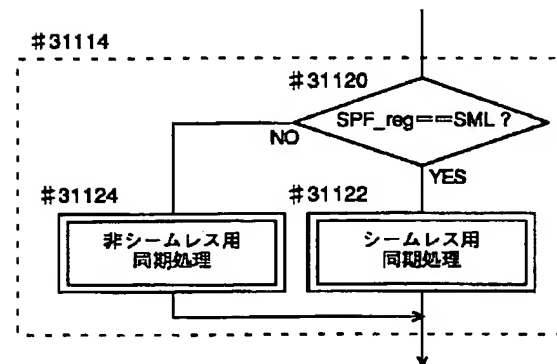 #31114
#31120
SPF_reg==SML?
NO
YES
#31124
#31122
非シームレス用
同期処理
シームレス用
同期処理